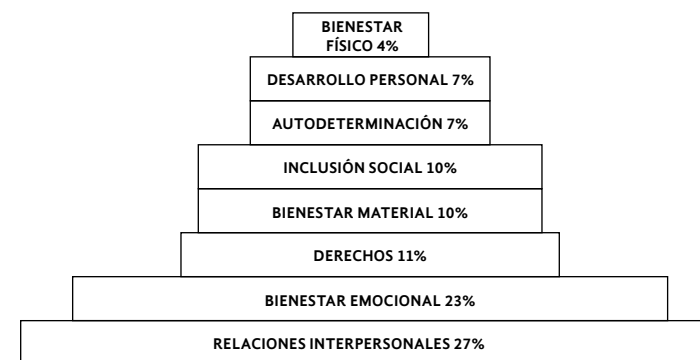 BIENESTAR
FÍSICO 4%
DESARROLLO PERSONAL 7%
AUTODETERMINACIÓN 7%
INCLUSIÓN SOCIAL 10%
BIENESTAR MATERIAL 10%
DERECHOS 11%
BIENESTAR EMOCIONAL 23%
RELACIONES INTERPERSONALES 27%